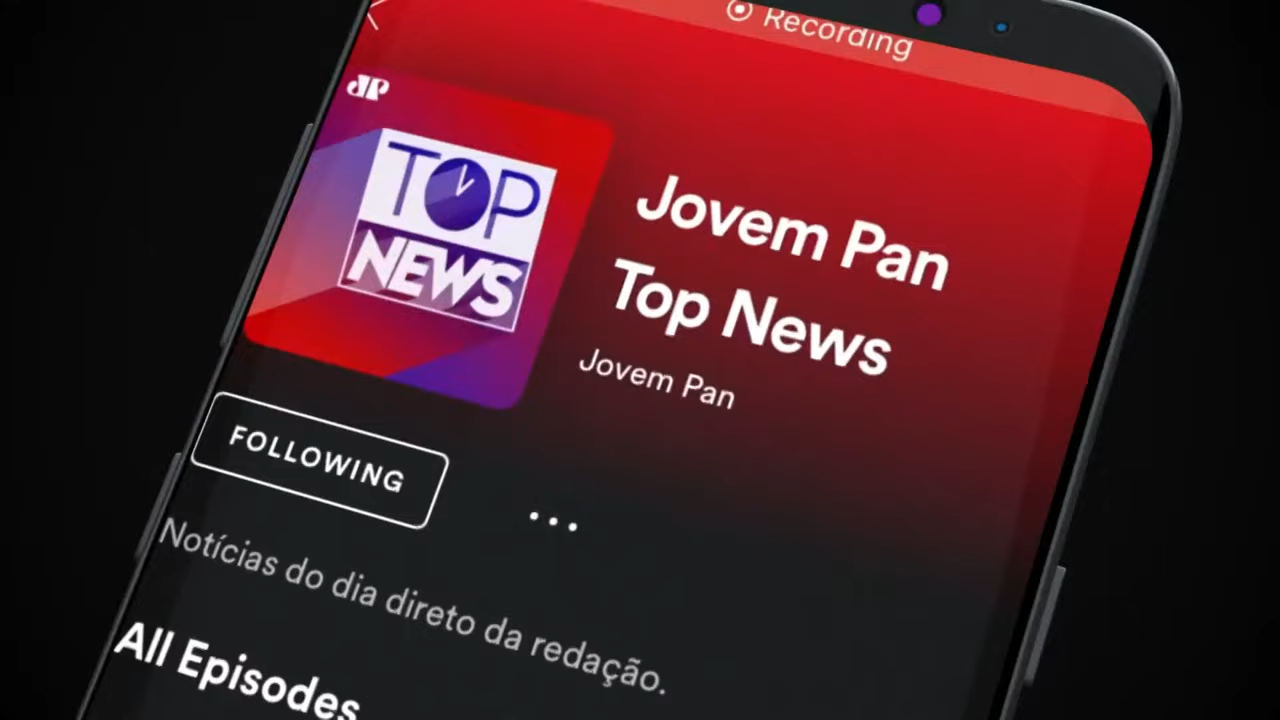 Recording
JP
TOP
NEWS
Jovem Pan
Top News
Jovem Pan
FOLLOWING
Notícias do dia direto da redação.
All Episodes